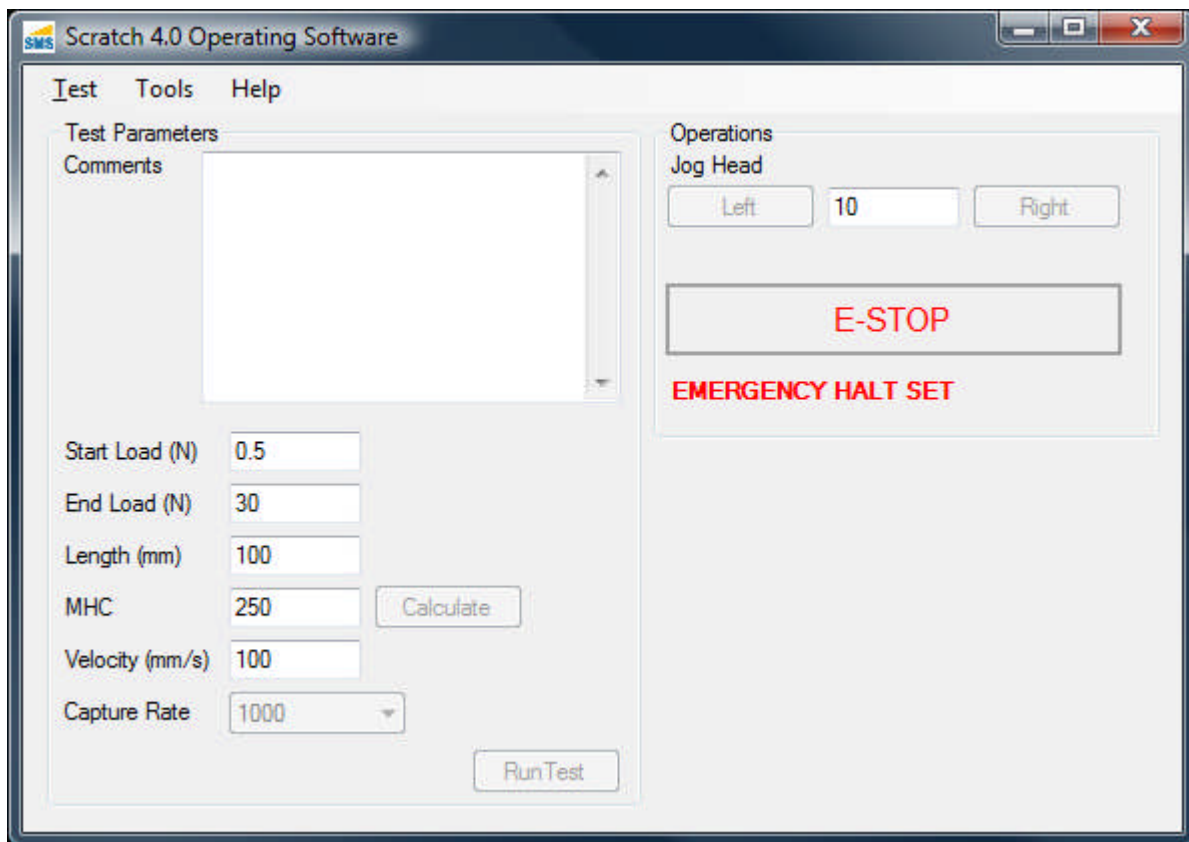 SMS Scratch 4.0 Operating Software
Test Tools Help
Test Parameters
Comments
Start Load (N) 0.5
End Load (N) 30
Length (mm) 100
MHC 250 Calculate
Velocity (mm/s) 100
Capture Rate 1000
RunTest
Operations
Jog Head
Left 10 Right
E-STOP
EMERGENCY HALT SET